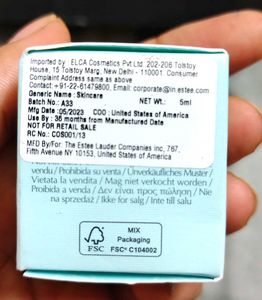 Imported by : ELCA Cosmetics Pvt.Ltd. 202-206 Tolstoy
House, 15 Tolstoy Marg, New Delhi - 110001. Consumer
Complaint address same as above
Contact:+91-22-61479800, Email: corporate@in.estee.com
Generic Name : Skincare
Batch No.: A33 NET Wt.: 5ml
Mfg Date :05/2023 COO : United States of America
Use By : 36 months from Manufactured Date
NOT FOR RETAIL SALE
RC No : COS001/13
MFD By/For: The Estee Lauder Companies inc, 767,
Fifth Avenue NY 10153, United States of America
vendu / Prohibida su venta / Unverkäufliches Muster /
Vietata la vendita / Mag niet verkocht worden /
Proibida a venda / Δεν είναι προς πώληση / Nie
na sprzedaż / Ikke for salg / Inte till salu
FSC
FSC® C104002
MIX
Packaging